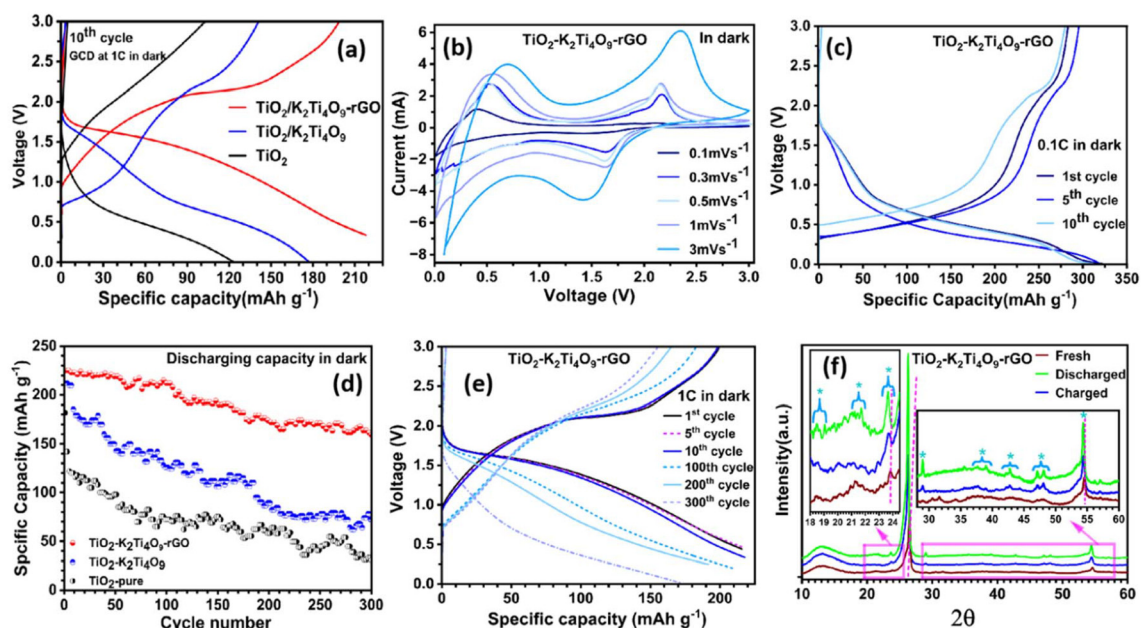 10th cycle
GCD at 1C in dark
(a)
TiO2/K2Ti4O9-rGO
TiO2/K2Ti4O9
TiO2
Voltage (V)
3.0
2.5
2.0
1.5
1.0
0.5
0.0
0 30 60 90 120 150 180 210
Specific capacity(mAh g-1)
(b)
TiO2-K2Ti4O9-rGO
In dark
0.1mVs-1
0.3mVs-1
0.5mVs-1
1mVs-1
3mVs-1
Current (mA)
6
4
2
0
−2
−4
−6
−8
0.0 0.5 1.0 1.5 2.0 2.5 3.0
Voltage (V)
(c)
TiO2-K2Ti4O9-rGO
0.1C in dark
1st cycle
5th cycle
10th cycle
Voltage (V)
3.0
2.5
2.0
1.5
1.0
0.5
0.0
0 50 100 150 200 250 300 350
Specific Capacity(mAh g-1)
Discharging capacity in dark
(d)
TiO2-K2Ti4O9-rGO
TiO2-K2Ti4O9
TiO2-pure
Spcific Capacity(mAh g-1)
250
200
150
100
50
0
0 50 100 150 200 250 300
Cycle number
(e)
TiO2-K2Ti4O9-rGO
1C in dark
1st cycle
5th cycle
10th cycle
100th cycle
200th cycle
300th cycle
Voltage (V)
3.0
2.5
2.0
1.5
1.0
0.5
0.0
0 40 80 120 160 200
Specific capacity(mAh g-1)
(f)
TiO2-K2Ti4O9-rGO
Fresh
Discharged
Charged
Intensity(a.u.)
18 19 20 21 22 23 24
30 35 40 45 50 55 60
10 20 30 40 50 60
2θ